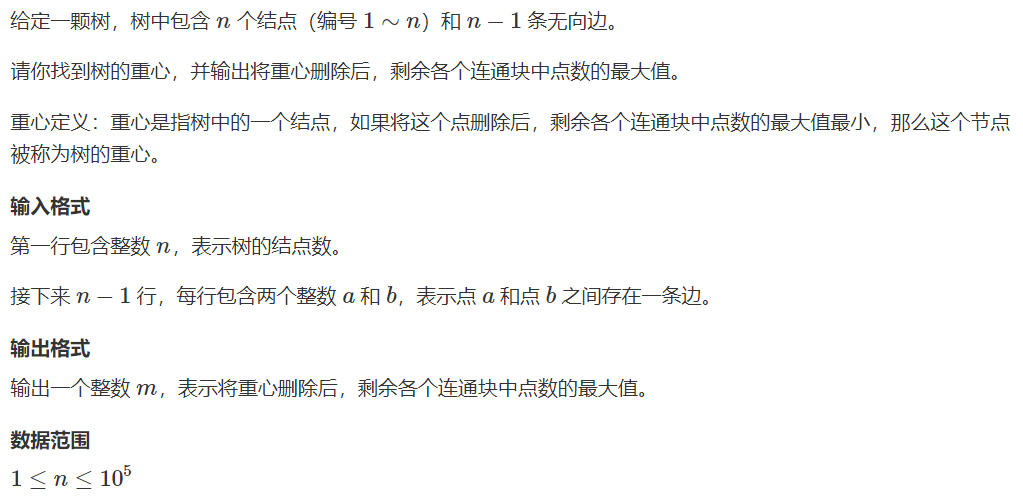 给定一颗树，树中包含 n 个结点（编号 1 ~ n）和 n − 1 条无向边。
请你找到树的重心，并输出将重心删除后，剩余各个连通块中点数的最大值。
重心定义：重心是指树中的一个结点，如果将这个点删除后，剩余各个连通块中点数的最大值最小，那么这个节点
被称为树的重心。
输入格式
第一行包含整数 n，表示树的结点数。
接下来 n − 1 行，每行包含两个整数 a 和 b，表示点 a 和点 b 之间存在一条边。
输出格式
输出一个整数 m，表示将重心删除后，剩余各个连通块中点数的最大值。
数据范围
1 ≤ n ≤ 10⁵